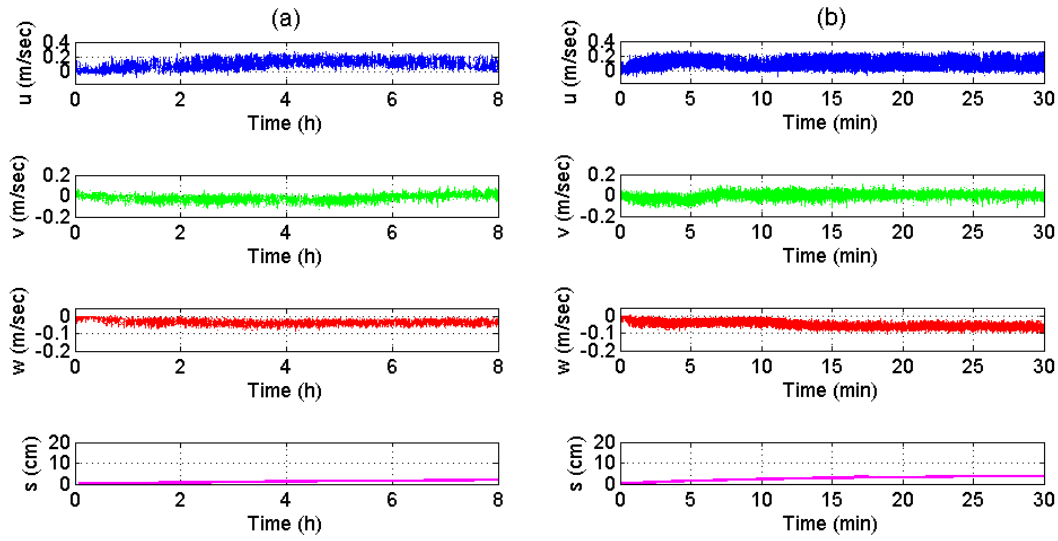 (a)
0.4
0.2
0
u (m/sec)
0 2 4 6 8
Time (h)
0.2
0
-0.2
v (m/sec)
0 2 4 6 8
Time (h)
0
-0.1
-0.2
w (m/sec)
0 2 4 6 8
Time (h)
20
10
0
s (cm)
0 2 4 6 8
Time (h)
(b)
0.4
0.2
0
u (m/sec)
0 5 10 15 20 25 30
Time (min)
0.2
0
-0.2
v (m/sec)
0 5 10 15 20 25 30
Time (min)
0
-0.1
-0.2
w (m/sec)
0 5 10 15 20 25 30
Time (min)
20
10
0
s (cm)
0 5 10 15 20 25 30
Time (min)